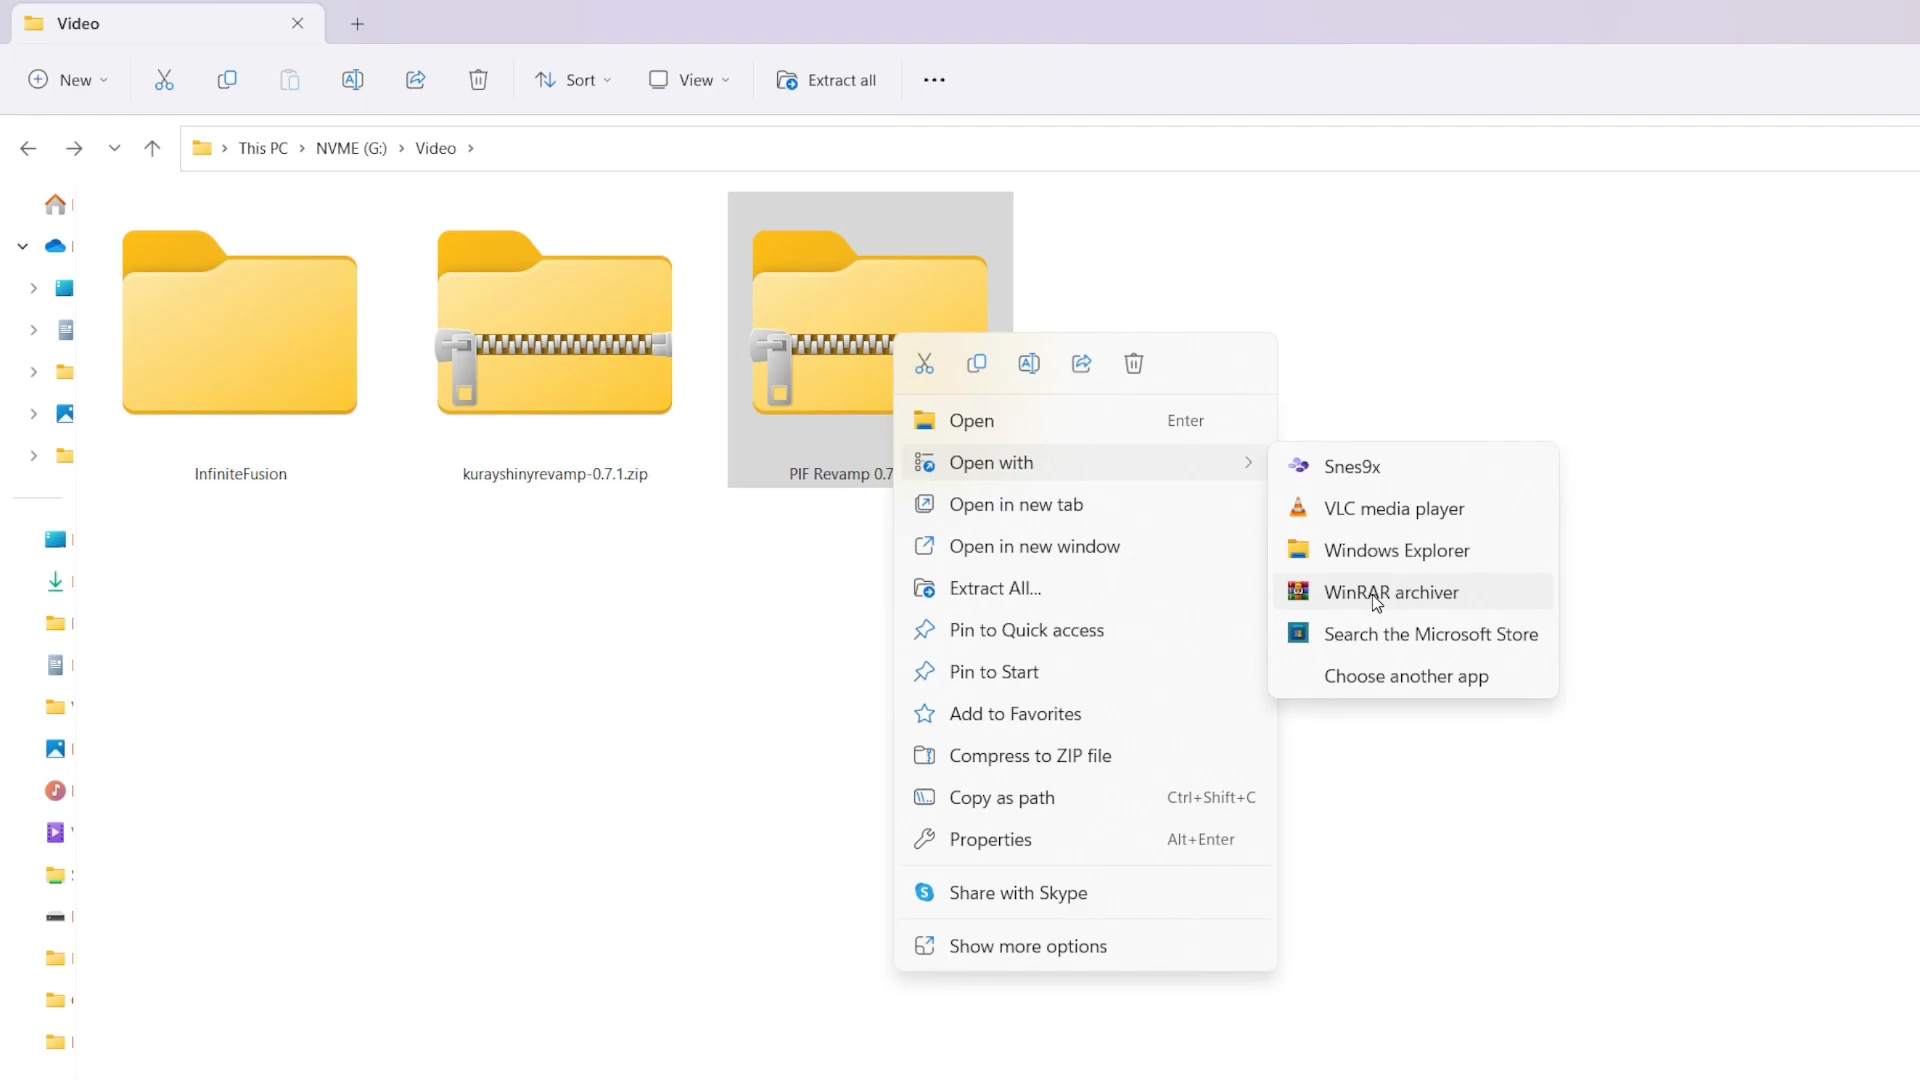 Video
New
Sort
View
Extract all
This PC
NVME (G:)
Video
InfiniteFusion
kurayshinyrevamp-0.7.1.zip
PIF Revamp 0.7
Open Enter
Open with
Open in new tab
Open in new window
Extract All...
Pin to Quick access
Pin to Start
Add to Favorites
Compress to ZIP file
Copy as path Ctrl+Shift+C
Properties Alt+Enter
Share with Skype
Show more options
Snes9x
VLC media player
Windows Explorer
WinRAR archiver
Search the Microsoft Store
Choose another app